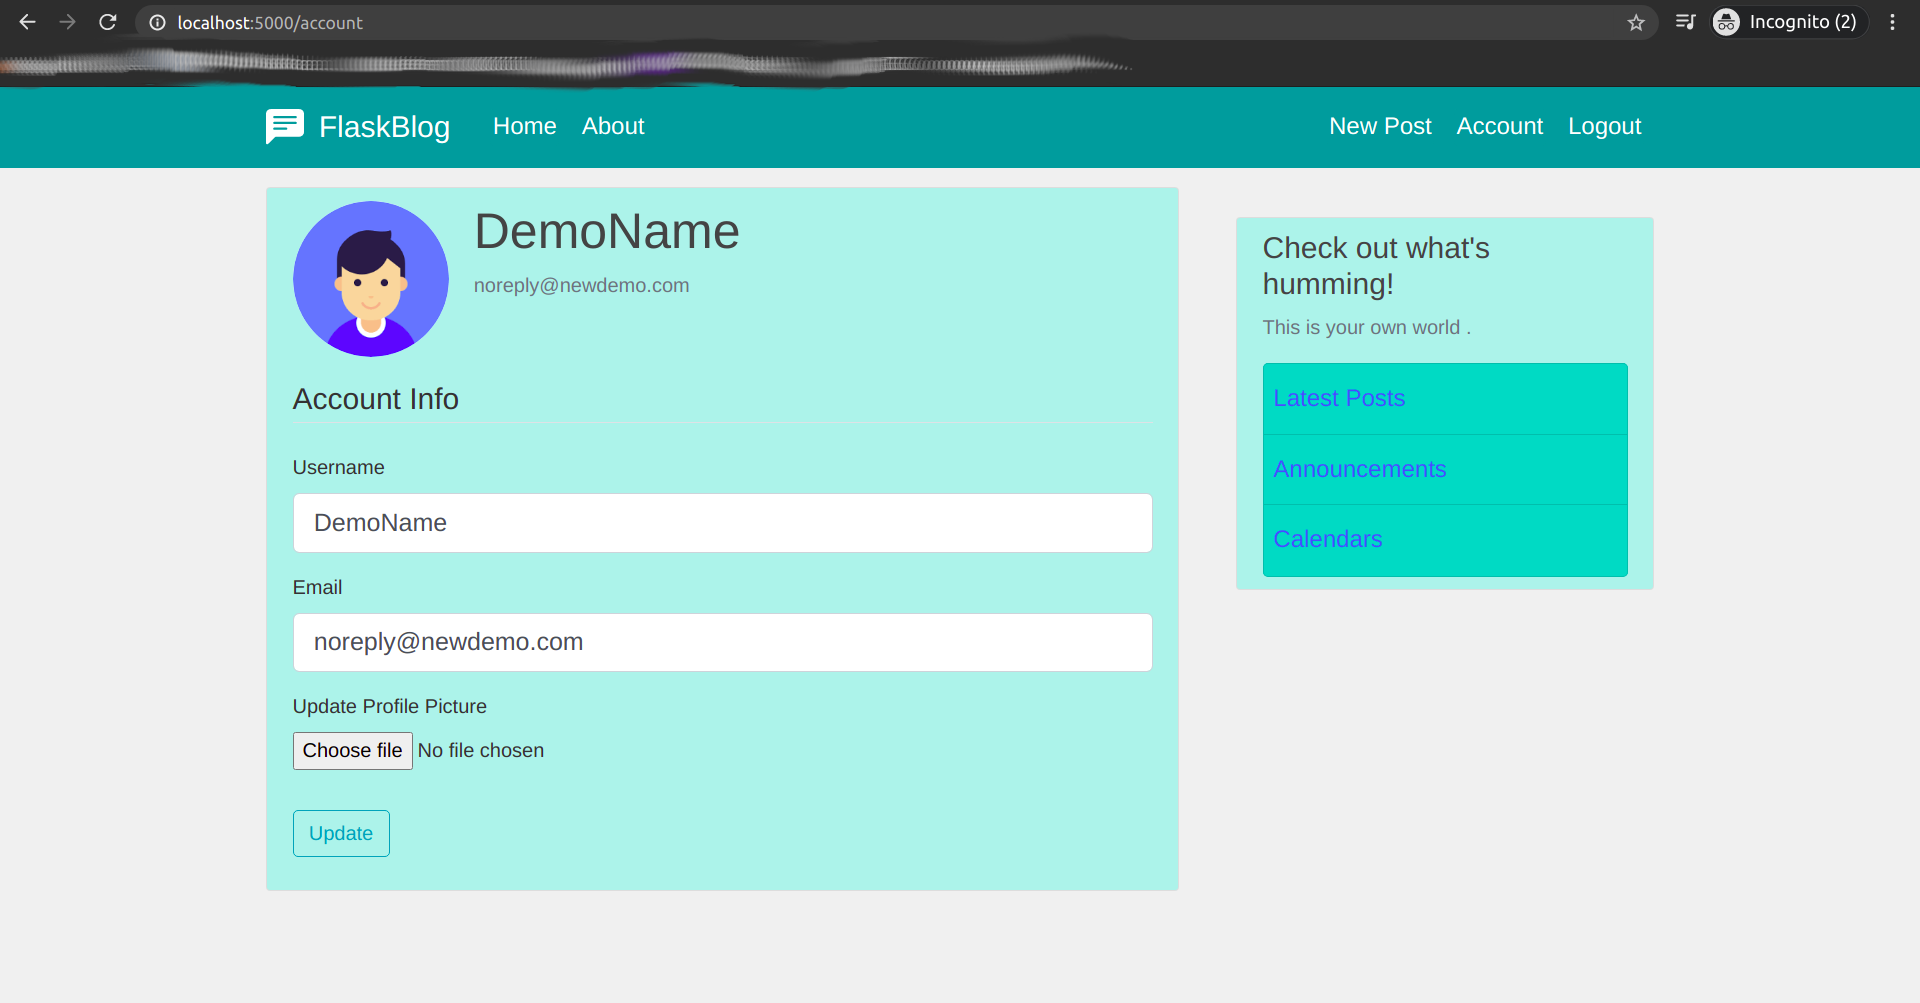 localhost:5000/account
Incognito (2)
FlaskBlog Home About New Post Account Logout
DemoName
noreply@newdemo.com
Account Info
Username
DemoName
Email
noreply@newdemo.com
Update Profile Picture
Choose file No file chosen
Update
Check out what's
humming!
This is your own world .
Latest Posts
Announcements
Calendars